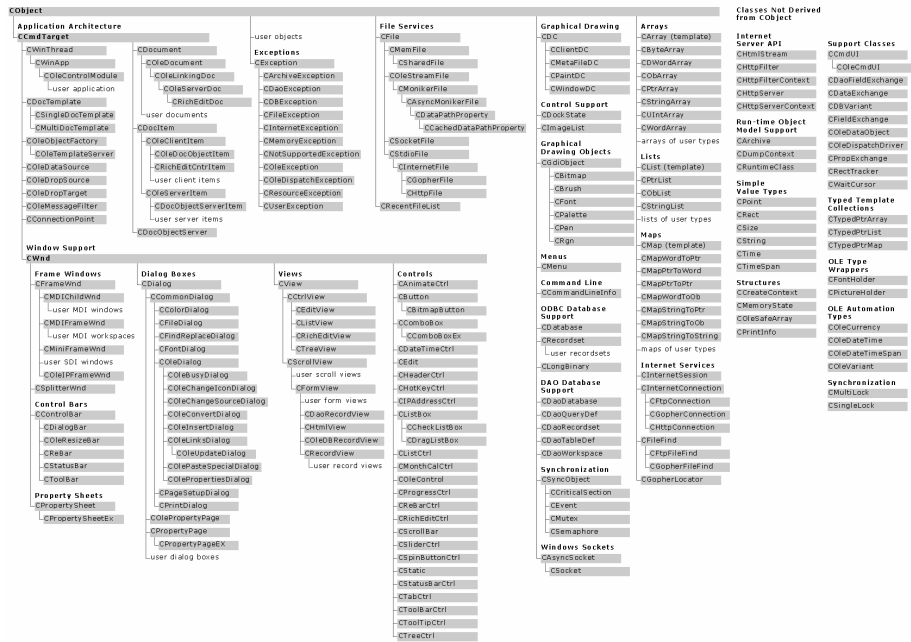 CObject
Application Architecture
CCmdTarget
CWinThread
CWinApp
COleControlModule
user application
CDocTemplate
CSingleDocTemplate
CMultiDocTemplate
COleObjectFactory
COleTemplateServer
COleDataSource
COleDropSource
COleDropTarget
COleMessageFilter
CConnectionPoint
CDocument
COleDocument
COleLinkingDoc
COleServerDoc
CRichEditDoc
user documents
CDocItem
COleClientItem
COleDocObjectItem
CRichEditCntrItem
user client items
COleServerItem
CDocObjectServerItem
user server items
CDocObjectServer
user objects
Exceptions
CException
CArchiveException
CDaoException
CDBException
CFileException
CInternetException
CMemoryException
CNotSupportedException
COleException
COleDispatchException
CResourceException
CUserException
File Services
CFile
CMemFile
CSharedFile
COleStreamFile
CMonikerFile
CAsyncMonikerFile
CDataPathProperty
CCachedDataPathProperty
CSocketFile
CStdioFile
CInternetFile
CGopherFile
CHttpFile
CRecentFileList
Window Support
CWnd
Frame Windows
CFrameWnd
CMDIChildWnd
user MDI windows
CMDIFrameWnd
user MDI workspaces
CMiniFrameWnd
user SDI windows
COleIPFrameWnd
CSplitterWnd
Control Bars
CControlBar
CDialogBar
COleResizeBar
CReBar
CStatusBar
CToolBar
Property Sheets
CPropertySheet
CPropertySheetEx
Dialog Boxes
CDialog
CCommonDialog
CColorDialog
CFileDialog
CFindReplaceDialog
CFontDialog
COleDialog
COleBusyDialog
COleChangeIconDialog
COleChangeSourceDialog
COleConvertDialog
COleInsertDialog
COleLinksDialog
COleUpdateDialog
COlePasteSpecialDialog
COlePropertiesDialog
CPageSetupDialog
CPrintDialog
COlePropertyPage
CPropertyPage
CPropertyPageEX
user dialog boxes
Views
CView
CCtrlView
CEditView
CListView
CRichEditView
CTreeView
CScrollView
user scroll views
CFormView
user form views
CDaoRecordView
CHtmlView
COleDBRecordView
CRecordView
user record views
Controls
CAnimateCtrl
CButton
CBitmapButton
CComboBox
CComboBoxEx
CDateTimeCtrl
CEdit
CHeaderCtrl
CHotKeyCtrl
CIPAddressCtrl
CListBox
CCheckListBox
CDragListBox
CListCtrl
CMonthCalCtrl
COleControl
CProgressCtrl
CReBarCtrl
CRichEditCtrl
CScrollBar
CSliderCtrl
CSpinButtonCtrl
CStatic
CStatusBarCtrl
CTabCtrl
CToolBarCtrl
CToolTipCtrl
CTreeCtrl
Graphical Drawing
CDC
CClientDC
CMetaFileDC
CPaintDC
CWindowDC
Control Support
CDockState
CImageList
Graphical
Drawing Objects
CGdiObject
CBitmap
CBrush
CFont
CPalette
CPen
CRgn
Menus
CMenu
Command Line
CCommandLineInfo
ODBC Database
Support
CDatabase
CRecordset
user recordsets
CLongBinary
DAO Database
Support
CDaoDatabase
CDaoQueryDef
CDaoRecordset
CDaoTableDef
CDaoWorkspace
Synchronization
CSyncObject
CCriticalSection
CEvent
CMutex
CSemaphore
Windows Sockets
CAsyncSocket
CSocket
Arrays
CArray (template)
CByteArray
CDWordArray
CObArray
CPtrArray
CStringArray
CUIntArray
CWordArray
arrays of user types
Lists
CList (template)
CPtrList
CObList
CStringList
lists of user types
Maps
CMap (template)
CMapWordToPtr
CMapPtrToWord
CMapPtrToPtr
CMapWordToOb
CMapStringToPtr
CMapStringToOb
CMapStringToString
maps of user types
Internet Services
CInternetSession
CInternetConnection
CFtpConnection
CGopherConnection
CHttpConnection
CFileFind
CFtpFileFind
CGopherFileFind
CGopherLocator
Classes Not Derived
from CObject
Internet
Server API
CHtmlStream
CHttpFilter
CHttpFilterContext
CHttpServer
CHttpServerContext
Run-time Object
Model Support
CArchive
CDumpContext
CRuntimeClass
Simple
Value Types
CPoint
CRect
CSize
CString
CTime
CTimeSpan
Structures
CCreateContext
CMemoryState
COleSafeArray
CPrintInfo
Support Classes
CCmdUI
COleCmdUI
CDaoFieldExchange
CDataExchange
CDBVariant
CFieldExchange
COleDataObject
COleDispatchDriver
CPropExchange
CRectTracker
CWaitCursor
Typed Template
Collections
CTypedPtrArray
CTypedPtrList
CTypedPtrMap
OLE Type
Wrappers
CFontHolder
CPictureHolder
OLE Automation
Types
COleCurrency
COleDateTime
COleDateTimeSpan
COleVariant
Synchronization
CMultiLock
CSingleLock